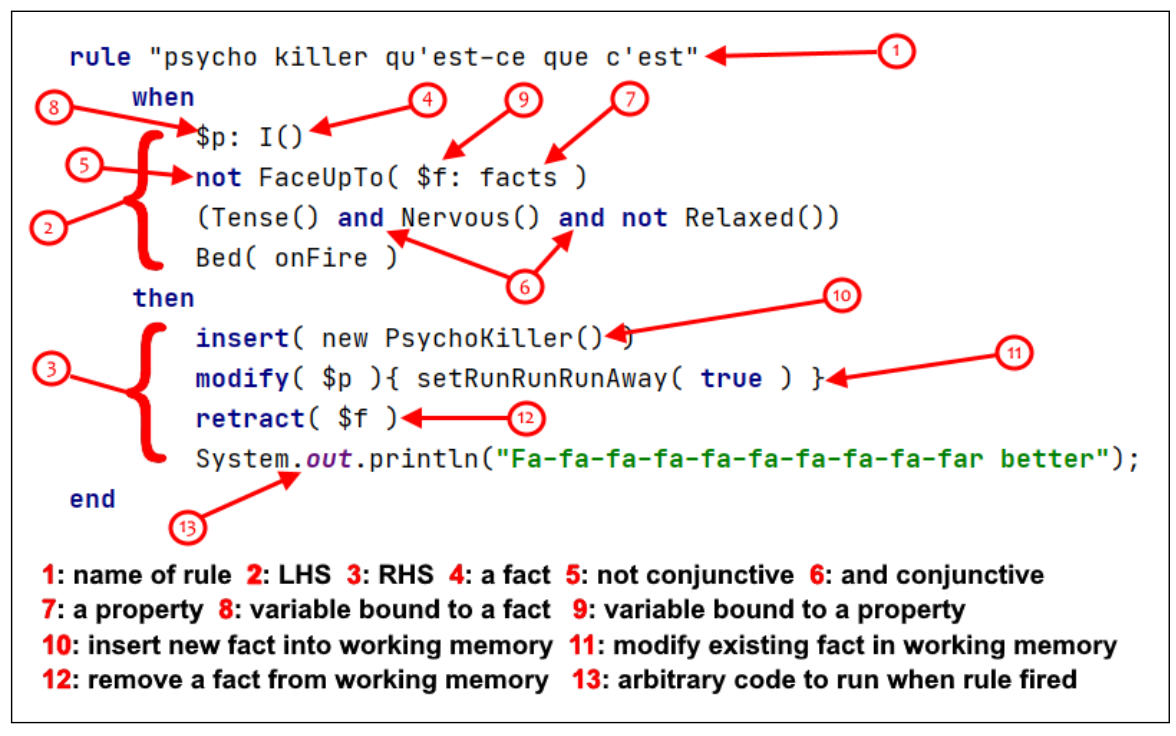 rule "psycho killer qu'est-ce que c'est" 1
when
8 4 9 7
$p: I()
5 not FaceUpTo( $f: facts )
2 (Tense() and Nervous() and not Relaxed())
Bed( onFire )
6
then 10
insert( new PsychoKiller() )
3 modify( $p ){ setRunRunRunAway( true ) } 11
retract( $f ) 12
System.out.println("Fa-fa-fa-fa-fa-fa-fa-fa-fa-far better");
end
13
1: name of rule 2: LHS 3: RHS 4: a fact 5: not conjunctive 6: and conjunctive
7: a property 8: variable bound to a fact 9: variable bound to a property
10: insert new fact into working memory 11: modify existing fact in working memory
12: remove a fact from working memory 13: arbitrary code to run when rule fired